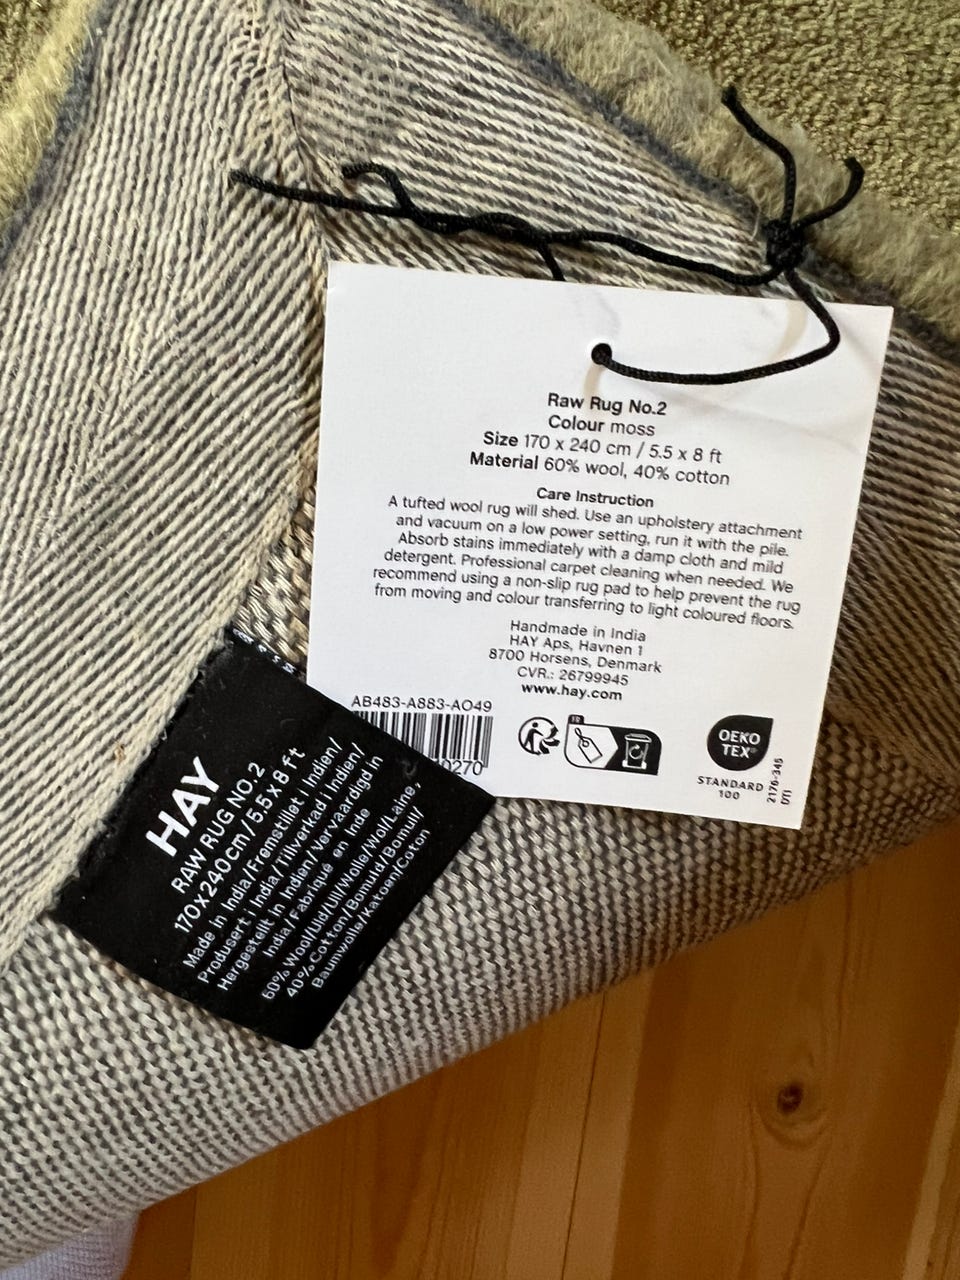 Raw Rug No.2
Colour moss
Size 170 x 240 cm / 5.5 x 8 ft
Material 60% wool, 40% cotton
Care Instruction
A tufted wool rug will shed. Use an upholstery attachment
and vacuum on a low power setting, run it with the pile.
Absorb stains immediately with a damp cloth and mild
detergent. Professional carpet cleaning when needed. We
recommend using a non-slip rug pad to help prevent the rug
from moving and colour transferring to light coloured floors.
Handmade in India
HAY Aps, Havnen 1
8700 Horsens, Denmark
CVR.: 26799945
www.hay.com
AB483-A883-AO49
0270
FR
OEKO
TEX®
STANDARD
100
2176-345
DTI
HAY
RAW RUG NO.2
170x240cm/5.5x8 ft
Made in India/Fremstillet i Indien/
Produsert i India/Tillverkad i Indien/
Hergestellt in Indien/Vervaardigd in
India/Fabrique en Inde
60% Wool/Uld/Ull/Wolle/Wol/Laine,
40%Cotton/Bomuld/Bomull/
Baumwolle/Katoen/Coton